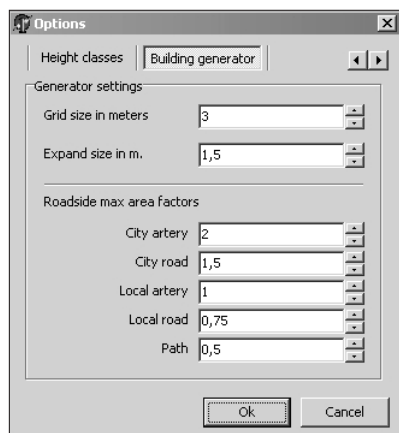 Options
Height classes Building generator
Generator settings
Grid size in meters 3
Expand size in m. 1,5
Roadside max area factors
City artery 2
City road 1,5
Local artery 1
Local road 0,75
Path 0,5
Ok Cancel